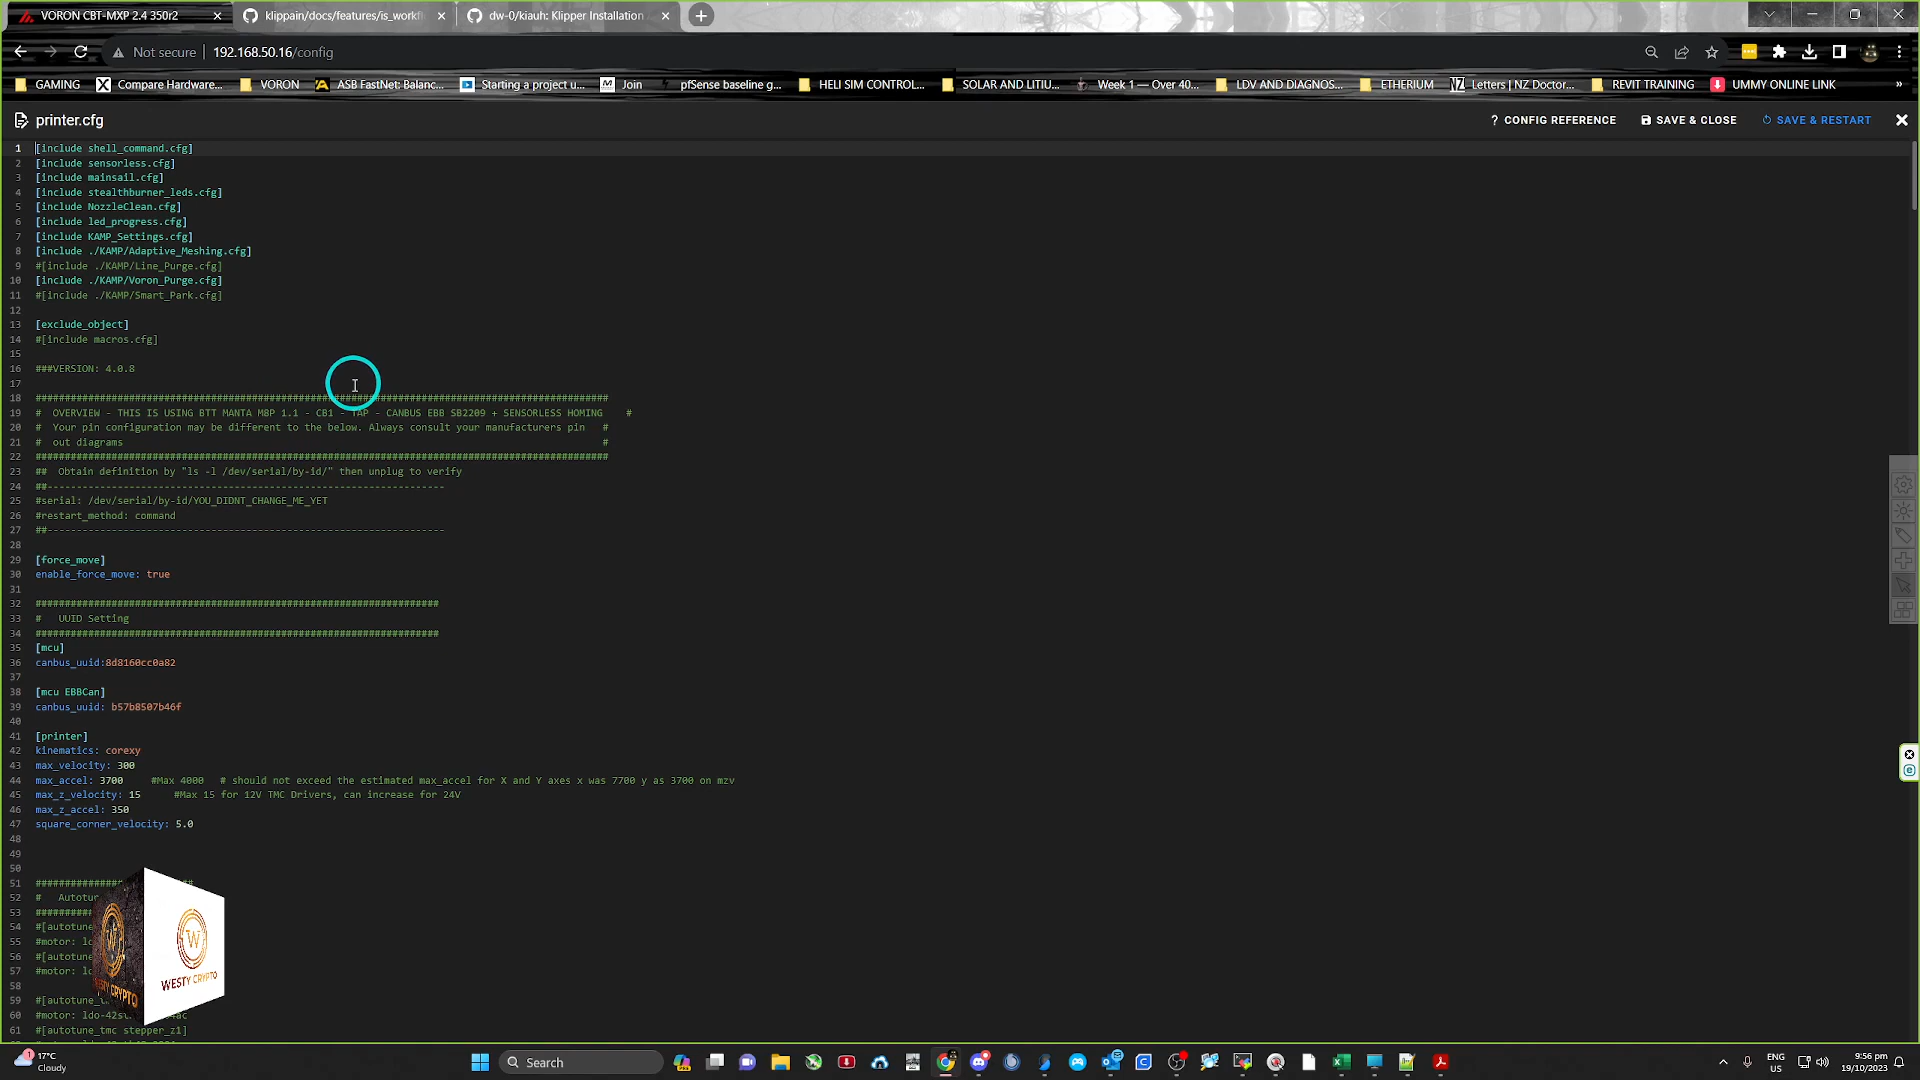 VORON CBT-MXP 2.4 350r2
klippain/docs/features/is_workf
dw-0/kiauh: Klipper Installation
Not secure
192.168.50.16/config
GAMING
Compare Hardware...
VORON
ASB FastNet: Balanc...
Starting a project u...
Join
pfSense baseline g...
HELI SIM CONTROL...
SOLAR AND LITIU...
Week 1 — Over 40...
LDV AND DIAGNOS...
ETHERIUM
Letters | NZ Doctor...
REVIT TRAINING
UMMY ONLINE LINK
»
printer.cfg
? CONFIG REFERENCE
SAVE & CLOSE
SAVE & RESTART
1 [include shell_command.cfg]
2 [include sensorless.cfg]
3 [include mainsail.cfg]
4 [include stealthburner_leds.cfg]
5 [include NozzleClean.cfg]
6 [include led_progress.cfg]
7 [include KAMP_Settings.cfg]
8 [include ./KAMP/Adaptive_Meshing.cfg]
9 #[include ./KAMP/Line_Purge.cfg]
10 [include ./KAMP/Voron_Purge.cfg]
11 #[include ./KAMP/Smart_Park.cfg]
12
13 [exclude_object]
14 #[include macros.cfg]
15
16 ###VERSION: 4.0.8
17
18 ################################################################################################
19 # OVERVIEW - THIS IS USING BTT MANTA M8P 1.1 - CB1 - TAP - CANBUS EBB SB2209 + SENSORLESS HOMING #
20 # Your pin configuration may be different to the below. Always consult your manufacturers pin #
21 # out diagrams #
22 ################################################################################################
23 ## Obtain definition by "ls -l /dev/serial/by-id/" then unplug to verify
24 ##--------------------------------------------------------------------
25 #serial: /dev/serial/by-id/YOU_DIDNT_CHANGE_ME_YET
26 #restart_method: command
27 ##--------------------------------------------------------------------
28
29 [force_move]
30 enable_force_move: true
31
32 #####################################################################
33 # UUID Setting
34 #####################################################################
35 [mcu]
36 canbus_uuid:8d8160cc0a82
37
38 [mcu EBBCan]
39 canbus_uuid: b57b8507b46f
40
41 [printer]
42 kinematics: corexy
43 max_velocity: 300
44 max_accel: 3700 #Max 4000 # should not exceed the estimated max_accel for X and Y axes x was 7700 y as 3700 on mzv
45 max_z_velocity: 15 #Max 15 for 12V TMC Drivers, can increase for 24V
46 max_z_accel: 350
47 square_corner_velocity: 5.0
48
49
50
51 ###############
52 # Autotu
53 ##########
54 #[autotune
55 #motor: ld
56 #[autotune
57 #motor: ld
58
59 #[autotune_t
60 #motor: ldo-42st
61 #[autotune_tmc stepper_z1]
WESTY CRYPTO
W
WESTY CRYPTO
17°C
Cloudy
Search
ENG
US
9:56 pm
19/10/2023